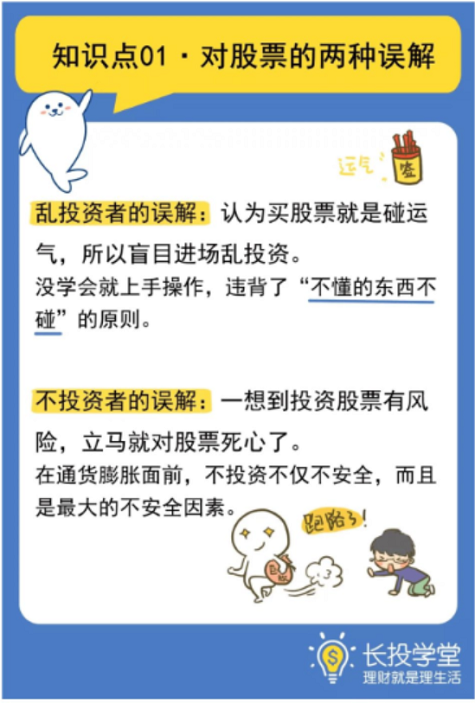 知识点01·对股票的两种误解
运气
签
乱投资者的误解：认为买股票就是碰运
气，所以盲目进场乱投资。
没学会就上手操作，违背了“不懂的东西不
碰”的原则。
不投资者的误解：一想到投资股票有风
险，立马就对股票死心了。
在通货膨胀面前，不投资不仅不安全，而且
是最大的不安全因素。
跑路了！
长投学堂
理财就是理生活